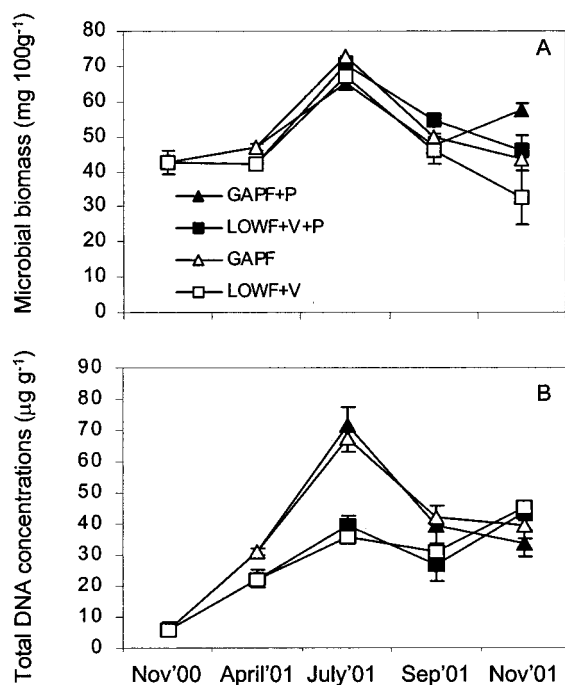 Microbial biomass (mg 100g⁻¹)
80
70
60
50
40
30
20
10
0
A
GAPF+P
LOWF+V+P
GAPF
LOWF+V
Total DNA concentrations (µg g⁻¹)
90
80
70
60
50
40
30
20
10
0
B
Nov'00 April'01 July'01 Sep'01 Nov'01